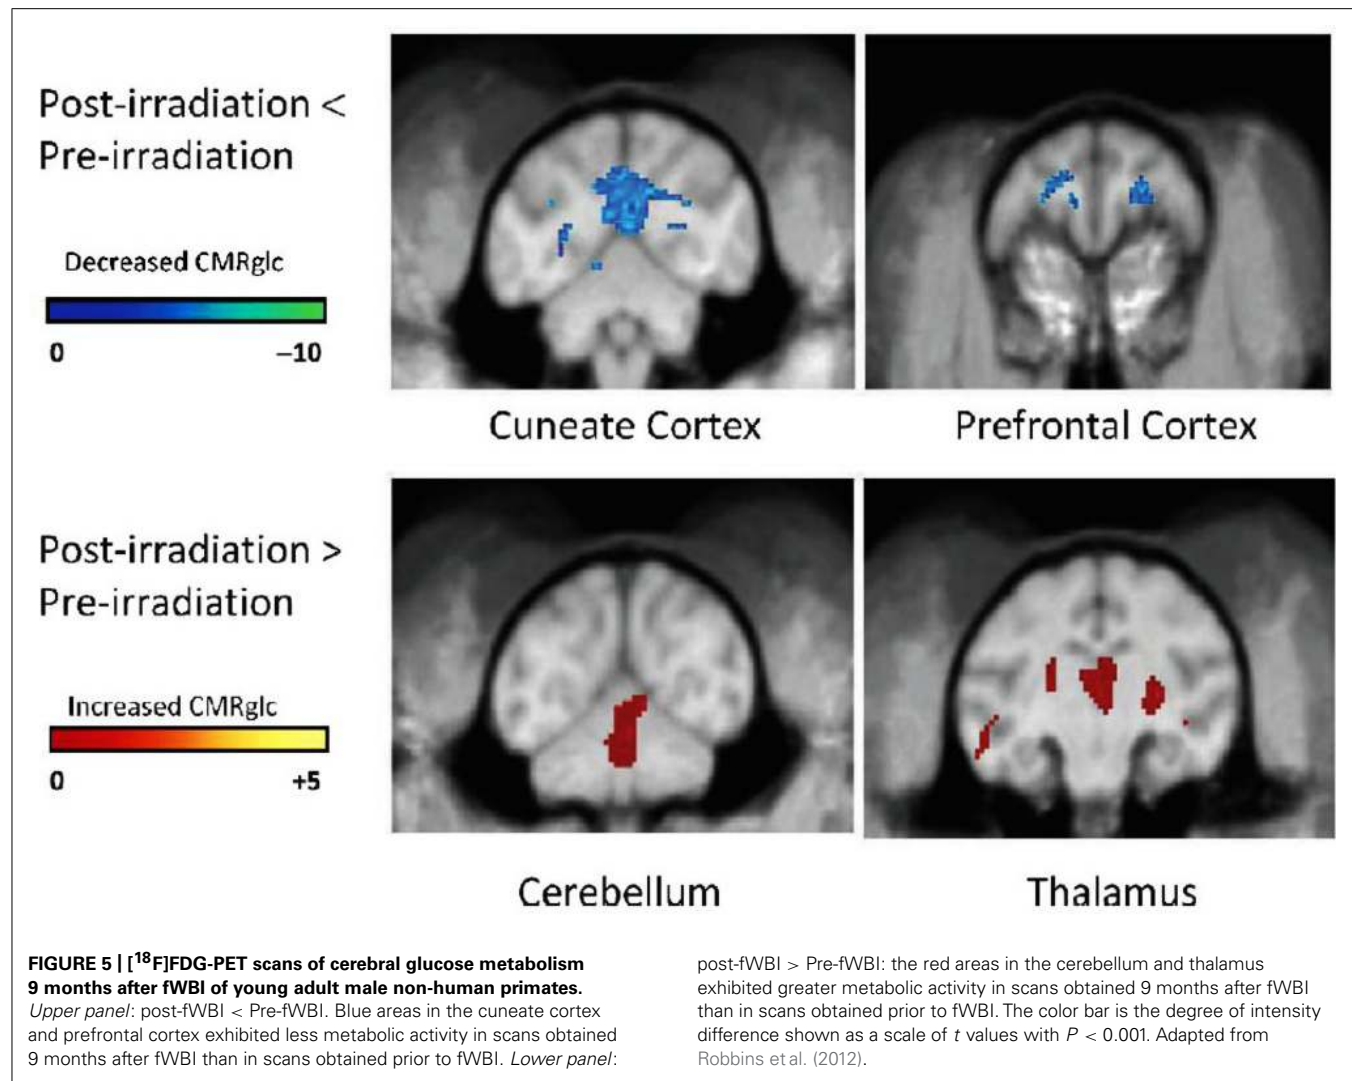 Post-irradiation <
Pre-irradiation
Decreased CMRglc
0 −10
Cuneate Cortex
Prefrontal Cortex
Post-irradiation >
Pre-irradiation
Increased CMRglc
0 +5
Cerebellum
Thalamus
FIGURE 5 | [18F]FDG-PET scans of cerebral glucose metabolism
9 months after fWBI of young adult male non-human primates.
Upper panel: post-fWBI < Pre-fWBI. Blue areas in the cuneate cortex
and prefrontal cortex exhibited less metabolic activity in scans obtained
9 months after fWBI than in scans obtained prior to fWBI. Lower panel:
post-fWBI > Pre-fWBI: the red areas in the cerebellum and thalamus
exhibited greater metabolic activity in scans obtained 9 months after fWBI
than in scans obtained prior to fWBI. The color bar is the degree of intensity
difference shown as a scale of t values with P < 0.001. Adapted from
Robbins et al. (2012).